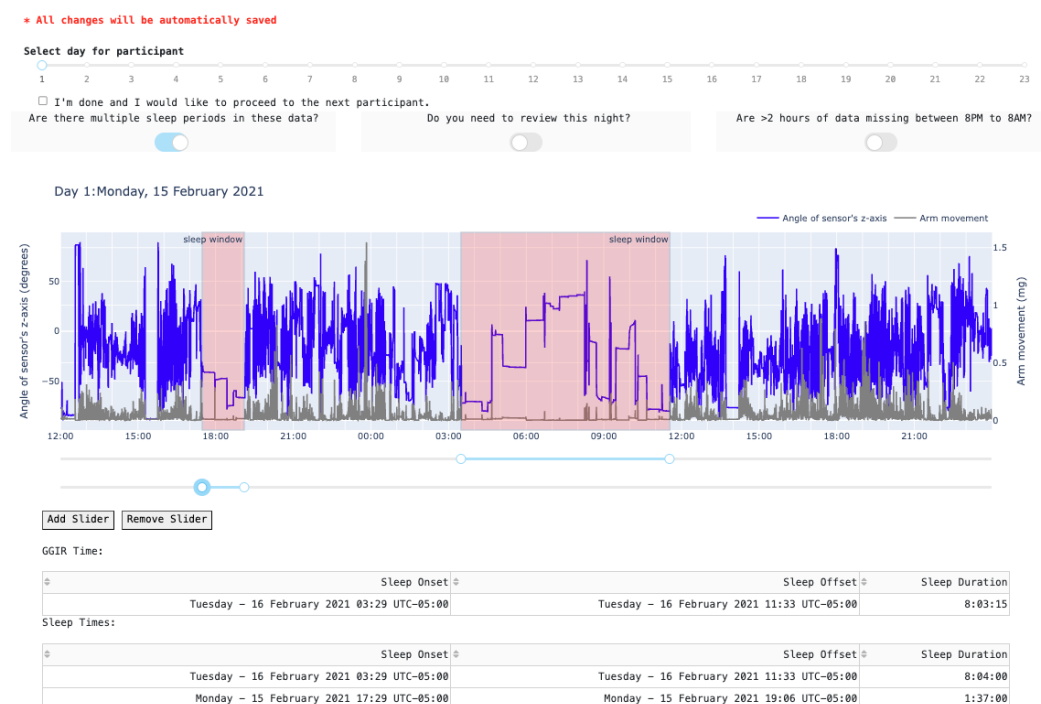 * All changes will be automatically saved
Select day for participant
1 2 3 4 5 6 7 8 9 10 11 12 13 14 15 16 17 18 19 20 21 22 23
I'm done and I would like to proceed to the next participant.
Are there multiple sleep periods in these data? Do you need to review this night? Are >2 hours of data missing between 8PM to 8AM?
Day 1:Monday, 15 February 2021
Angle of sensor's z-axis Arm movement
sleep window sleep window
Angle of sensor's z-axis (degrees)
50
0
−50
1.5
1
0.5
0
Arm movement (mg)
12:00 15:00 18:00 21:00 00:00 03:00 06:00 09:00 12:00 15:00 18:00 21:00
Add Slider Remove Slider
GGIR Time:
Sleep Onset Sleep Offset Sleep Duration
Tuesday - 16 February 2021 03:29 UTC-05:00 Tuesday - 16 February 2021 11:33 UTC-05:00 8:03:15
Sleep Times:
Sleep Onset Sleep Offset Sleep Duration
Tuesday - 16 February 2021 03:29 UTC-05:00 Tuesday - 16 February 2021 11:33 UTC-05:00 8:04:00
Monday - 15 February 2021 17:29 UTC-05:00 Monday - 15 February 2021 19:06 UTC-05:00 1:37:00